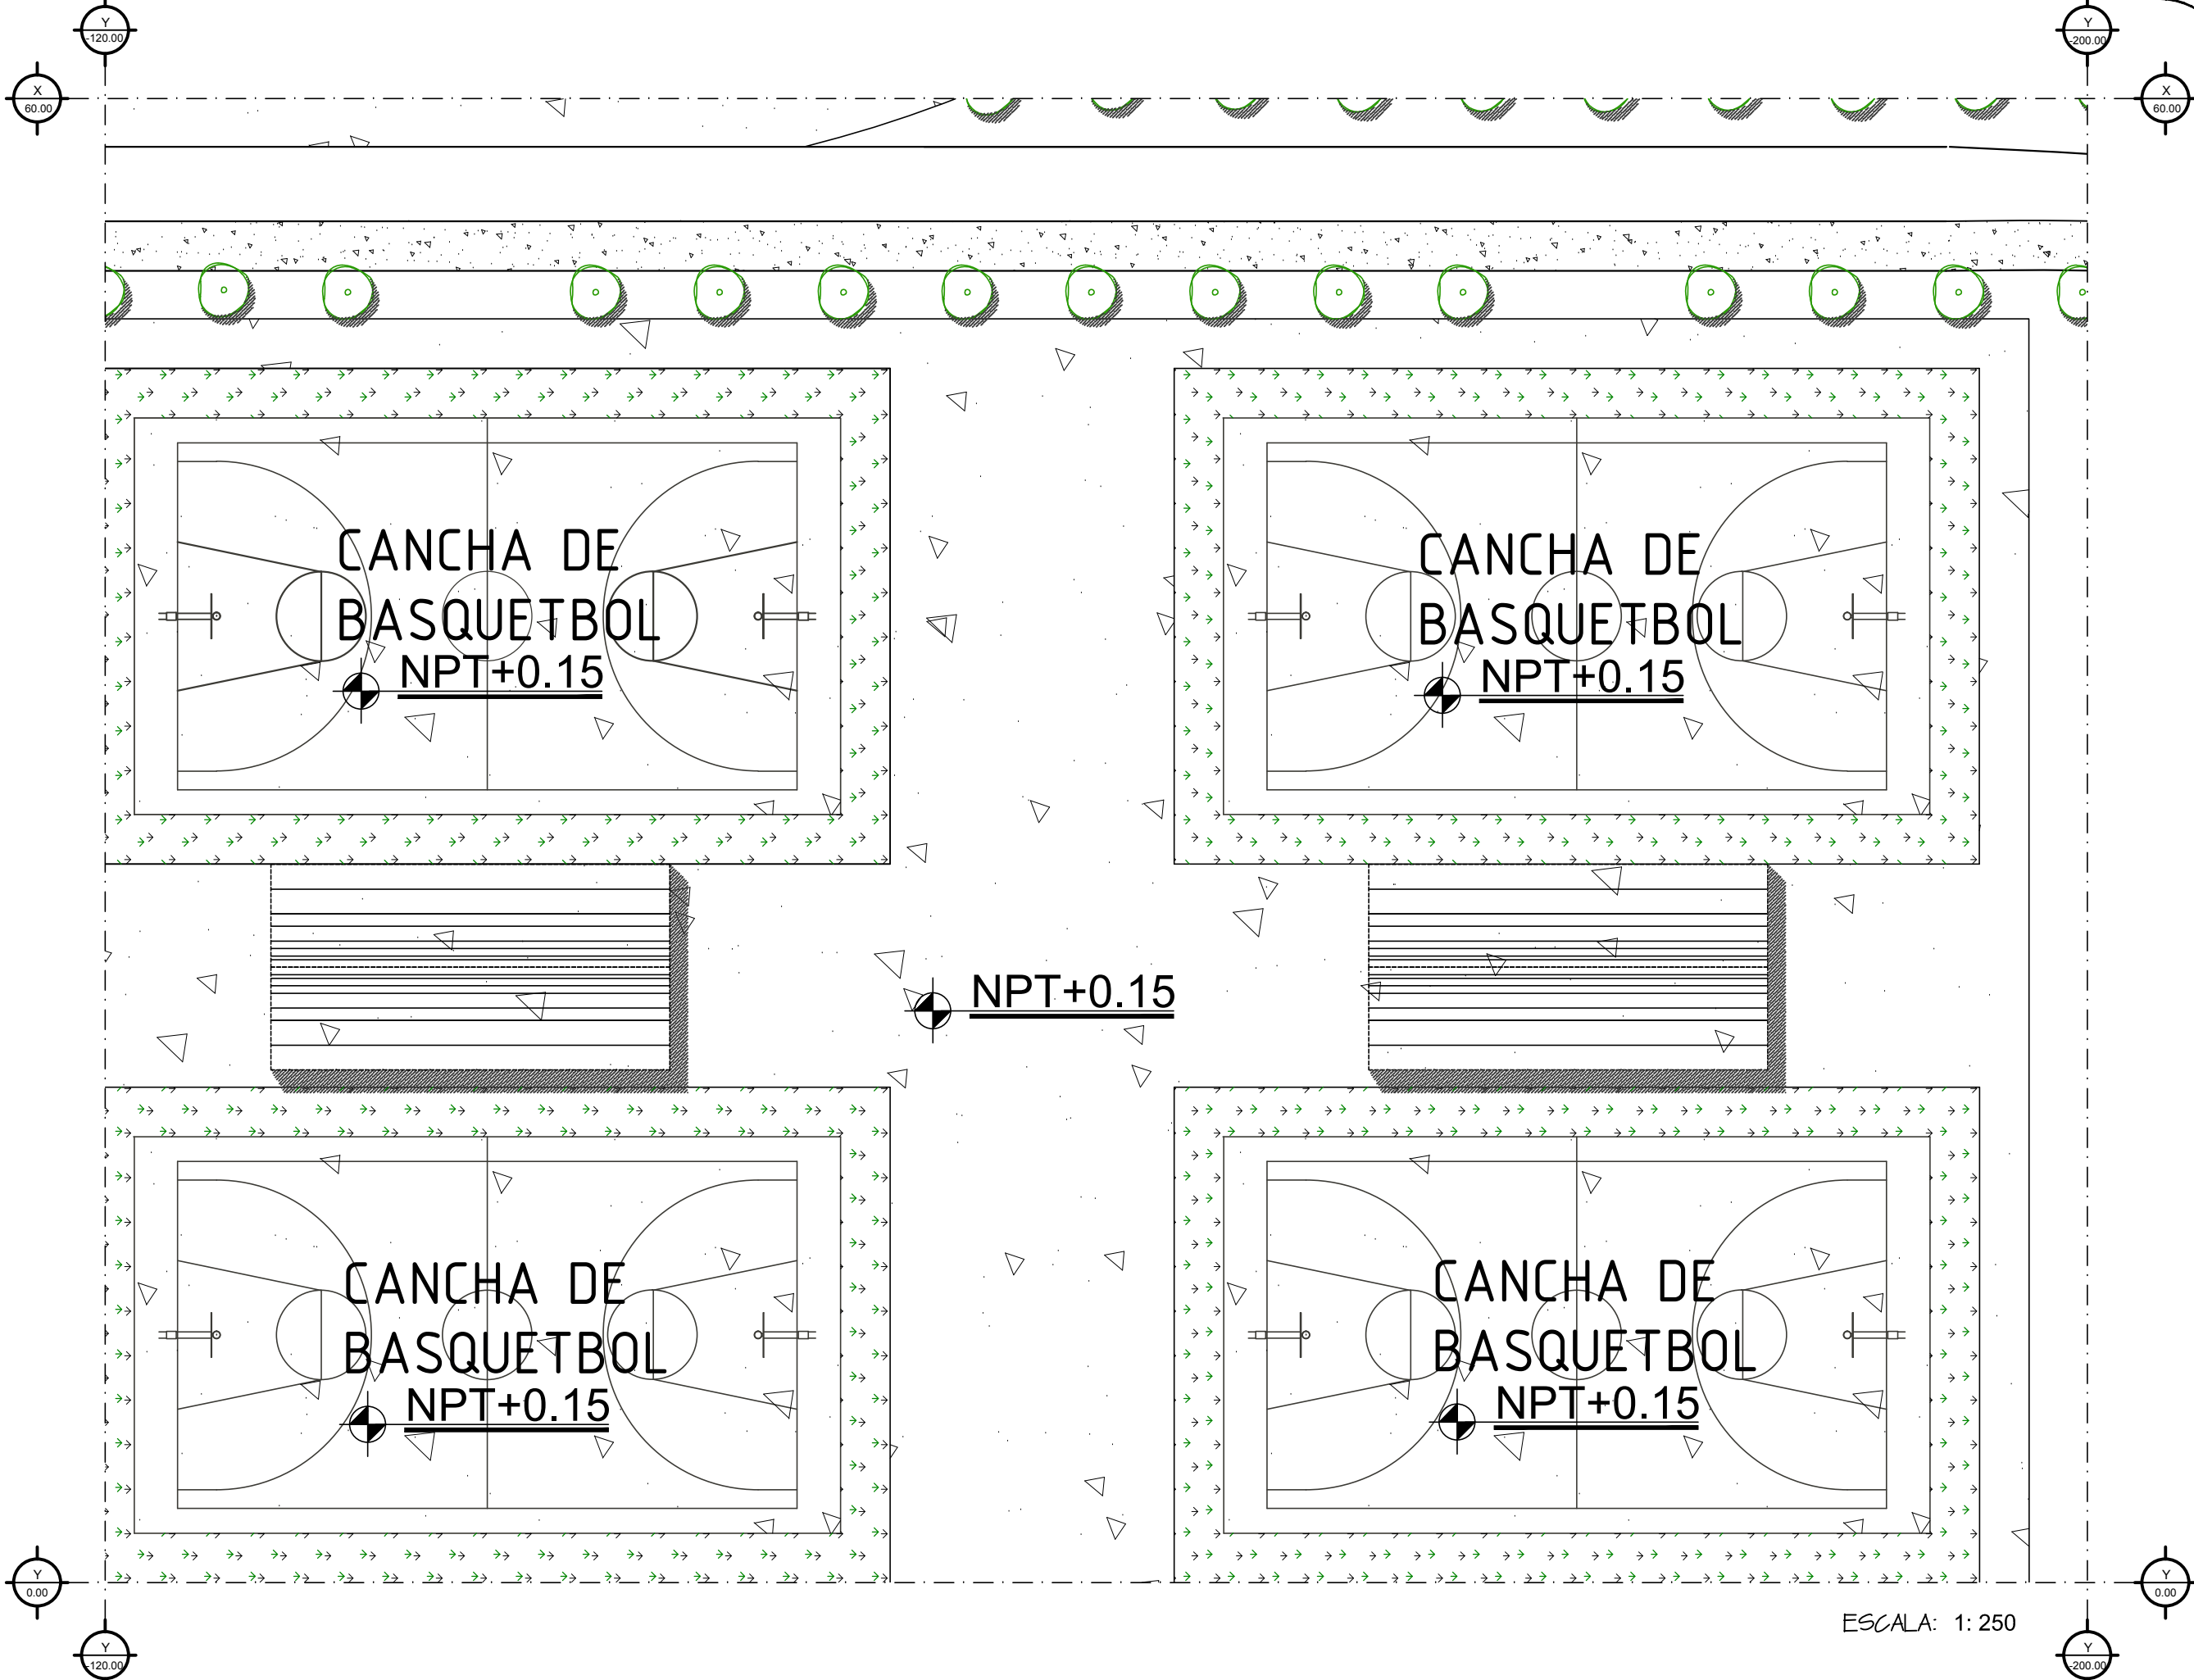 Y
-120.00
Y
-200.00
X
60.00
X
60.00
CANCHA DE
BASQUETBOL
NPT+0.15
CANCHA DE
BASQUETBOL
NPT+0.15
NPT+0.15
CANCHA DE
BASQUETBOL
NPT+0.15
CANCHA DE
BASQUETBOL
NPT+0.15
Y
0.00
Y
0.00
ESCALA: 1: 250
Y
-120.00
Y
-200.00